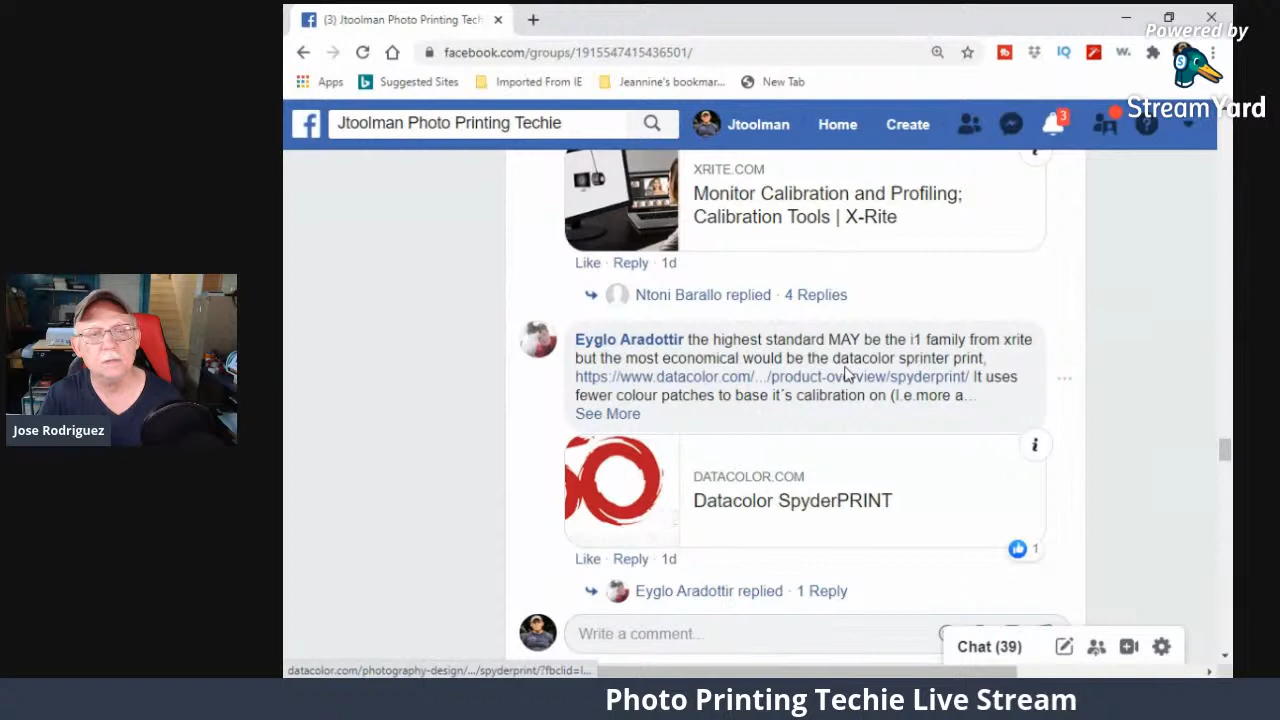 (3) Jtoolman Photo Printing Tech
Powered by
StreamYard
facebook.com/groups/1915547415436501/
IQ
w.
Apps
Suggested Sites
Imported From IE
Jeannine's bookmar...
New Tab
Jtoolman Photo Printing Techie
Jtoolman
Home
Create
3
XRITE.COM
Monitor Calibration and Profiling;
Calibration Tools | X-Rite
Like · Reply · 1d
Ntoni Barallo replied · 4 Replies
Eyglo Aradottir the highest standard MAY be the i1 family from xrite
but the most economical would be the datacolor sprinter print,
https://www.datacolor.com/.../product-overview/spyderprint/ It uses
fewer colour patches to base it´s calibration on (I.e.more a...
See More
DATACOLOR.COM
Datacolor SpyderPRINT
1
Like · Reply · 1d
Eyglo Aradottir replied · 1 Reply
Write a comment...
Chat (39)
datacolor.com/photography-design/.../spyderprint/?fbclid=I...
Jose Rodriguez
Photo Printing Techie Live Stream